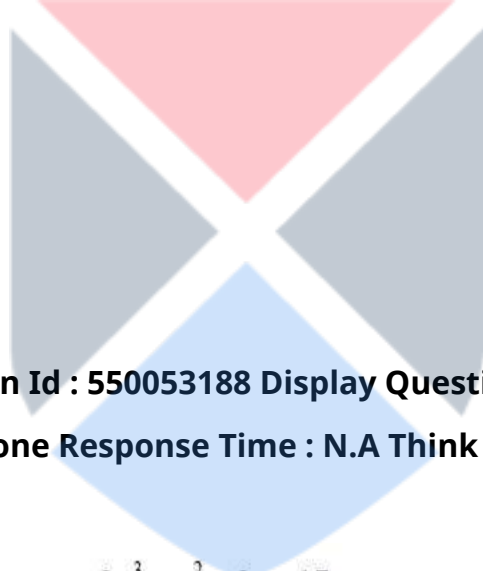 n Id : 550053188 Display Questi
one Response Time : N.A Think